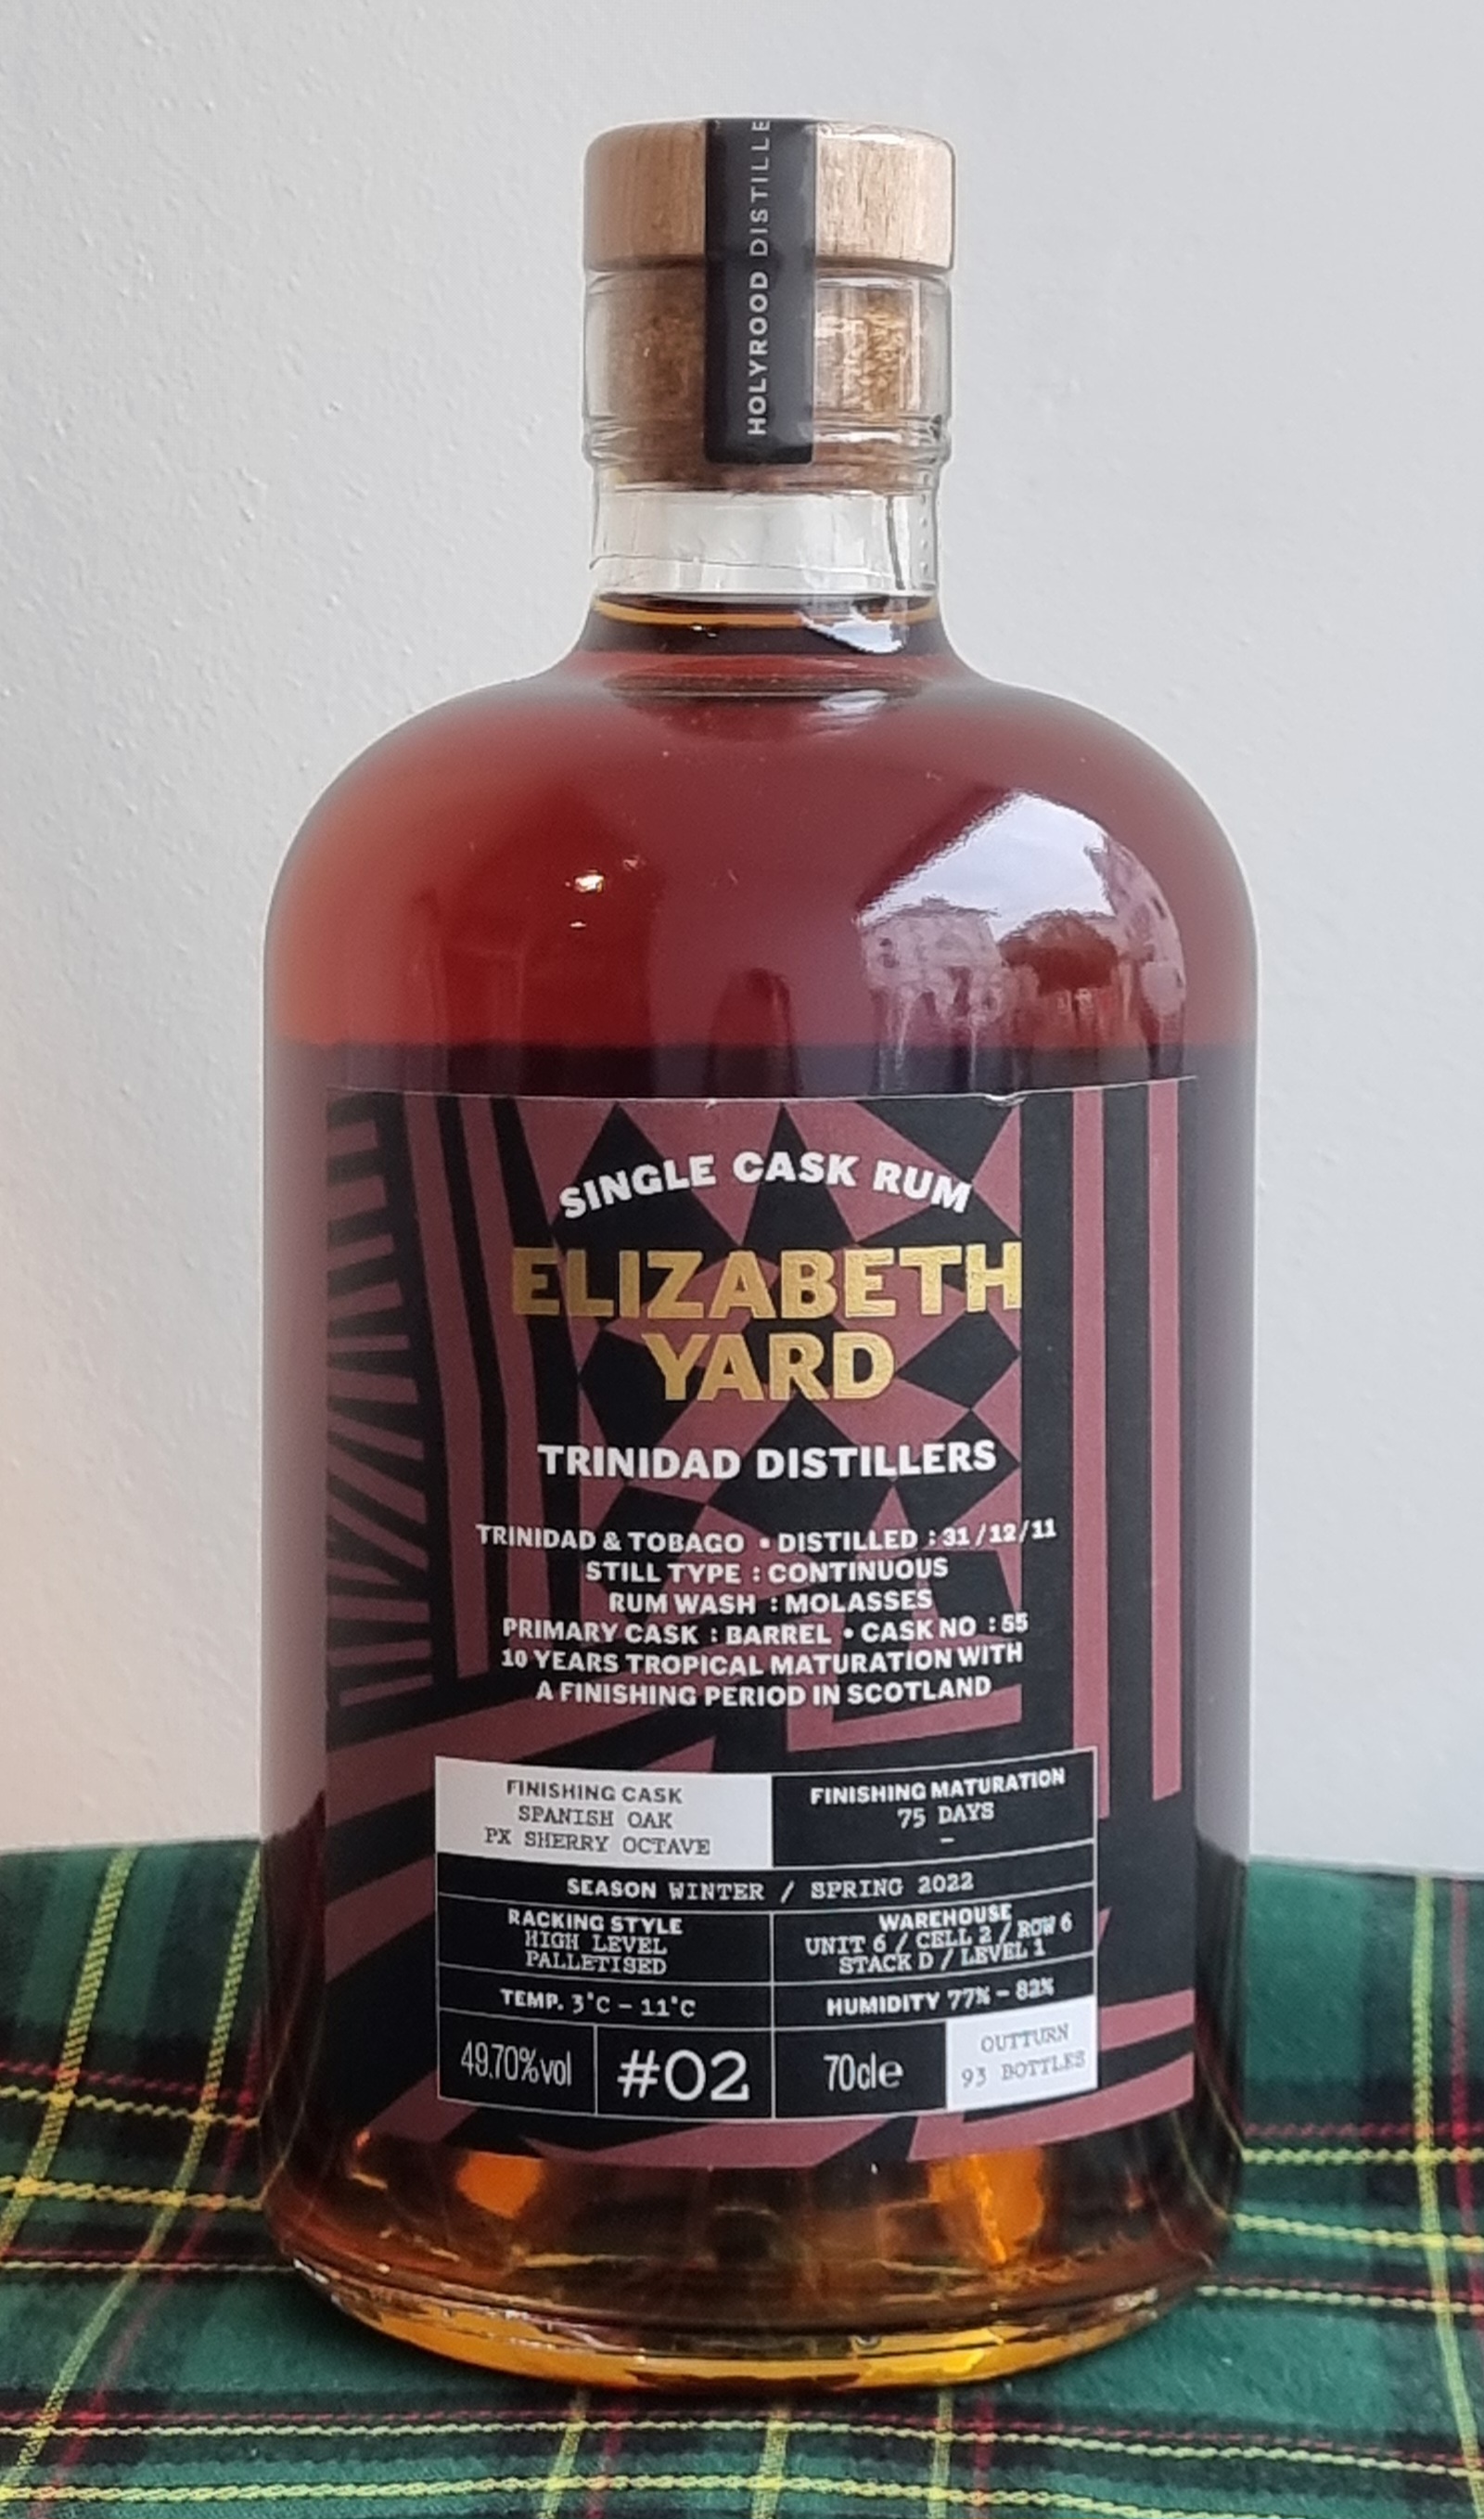 HOLYROOD DISTILLE
SINGLE CASK RUM
ELIZABETH
YARD
TRINIDAD DISTILLERS
TRINIDAD & TOBAGO • DISTILLED : 31/12/11
STILL TYPE : CONTINUOUS
RUM WASH : MOLASSES
PRIMARY CASK : BARREL • CASK NO : 55
10 YEARS TROPICAL MATURATION WITH
A FINISHING PERIOD IN SCOTLAND
FINISHING CASK
SPANISH OAK
PX SHERRY OCTAVE
FINISHING MATURATION
75 DAYS
–
SEASON WINTER / SPRING 2022
RACKING STYLE
HIGH LEVEL
PALLETISED
WAREHOUSE
UNIT 6 / CELL 2 / ROW 6
STACK D / LEVEL 1
TEMP. 3°C – 11°C
HUMIDITY 77% – 82%
49.70%vol
#02
70cle
OUTTURN
93 BOTTLES